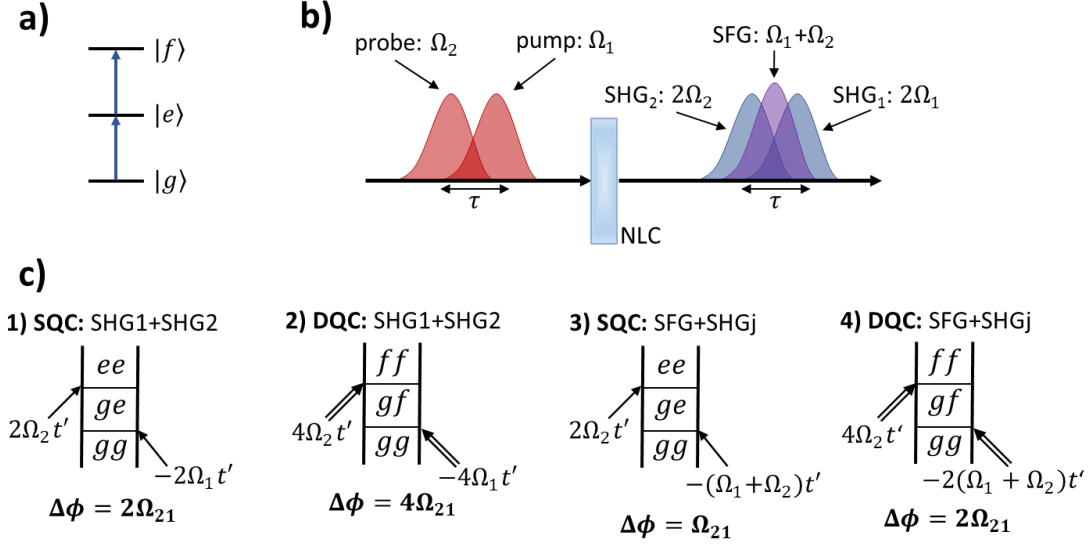 a)
|f⟩
|e⟩
|g⟩
b)
probe: Ω₂
pump: Ω₁
SFG: Ω₁+Ω₂
SHG₂: 2Ω₂
SHG₁: 2Ω₁
τ
τ
NLC
c)
1) SQC: SHG1+SHG2
ee
ge
gg
2Ω₂t′
−2Ω₁t′
Δϕ = 2Ω₂₁
2) DQC: SHG1+SHG2
ff
gf
gg
4Ω₂t′
−4Ω₁t′
Δϕ = 4Ω₂₁
3) SQC: SFG+SHGj
ee
ge
gg
2Ω₂t′
−(Ω₁+Ω₂)t′
Δϕ = Ω₂₁
4) DQC: SFG+SHGj
ff
gf
gg
4Ω₂t‘
−2(Ω₁ + Ω₂)t‘
Δϕ = 2Ω₂₁